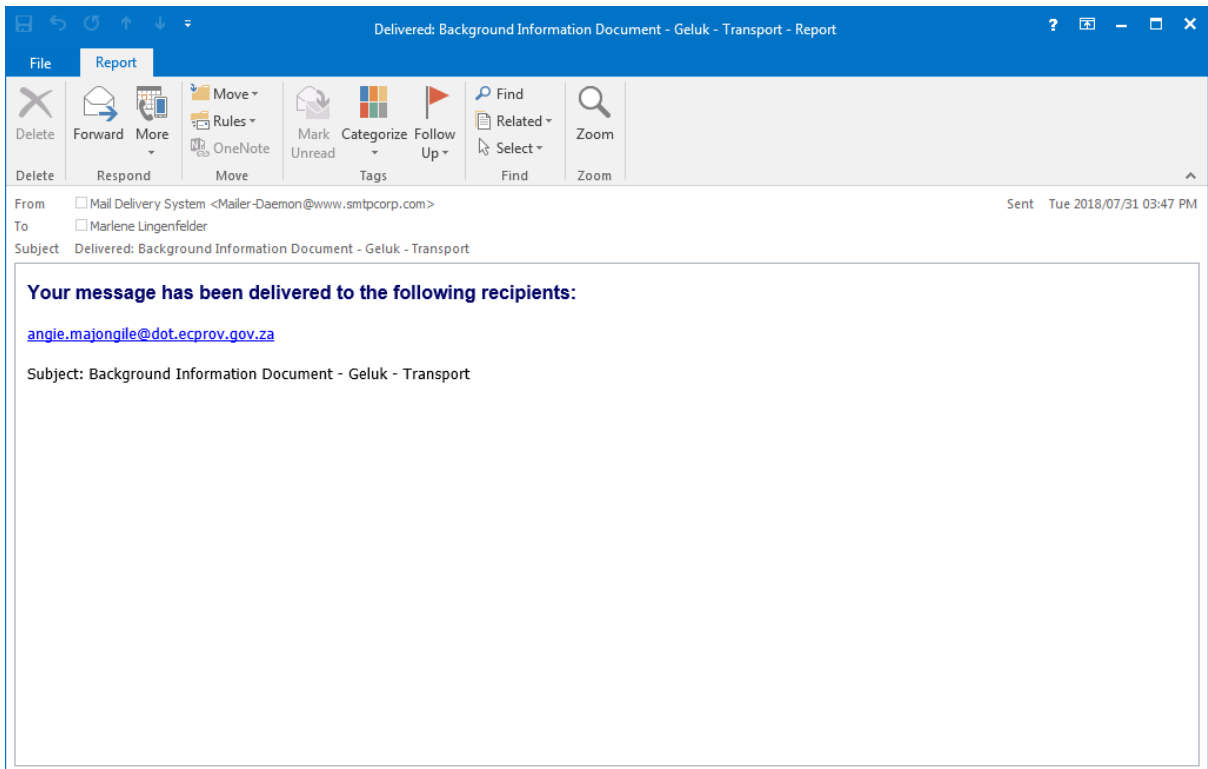 Delivered: Background Information Document - Geluk - Transport - Report
?
File Report
Delete
Forward More
Move
Rules
OneNote
Mark Unread
Categorize
Follow Up
Find
Related
Select
Zoom
Delete Respond Move Tags Find Zoom
From Mail Delivery System <Mailer-Daemon@www.smtpcorp.com> Sent Tue 2018/07/31 03:47 PM
To Marlene Lingenfelder
Subject Delivered: Background Information Document - Geluk - Transport
Your message has been delivered to the following recipients:
angie.majongile@dot.ecprov.gov.za
Subject: Background Information Document - Geluk - Transport